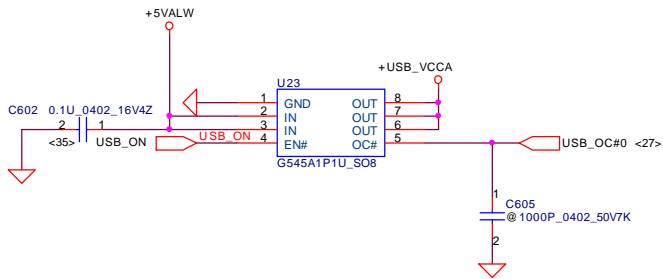 +5VALW
U23
+USB_VCCA
C602 0.1U_0402_16V4Z
1 GND OUT 8
2 IN OUT 7
3 IN OUT 6
4 EN# OC# 5
2 1
<35> USB_ON
USB_ON
G545A1P1U_SO8
USB_OC#0 <27>
1
C605
@1000P_0402_50V7K
2